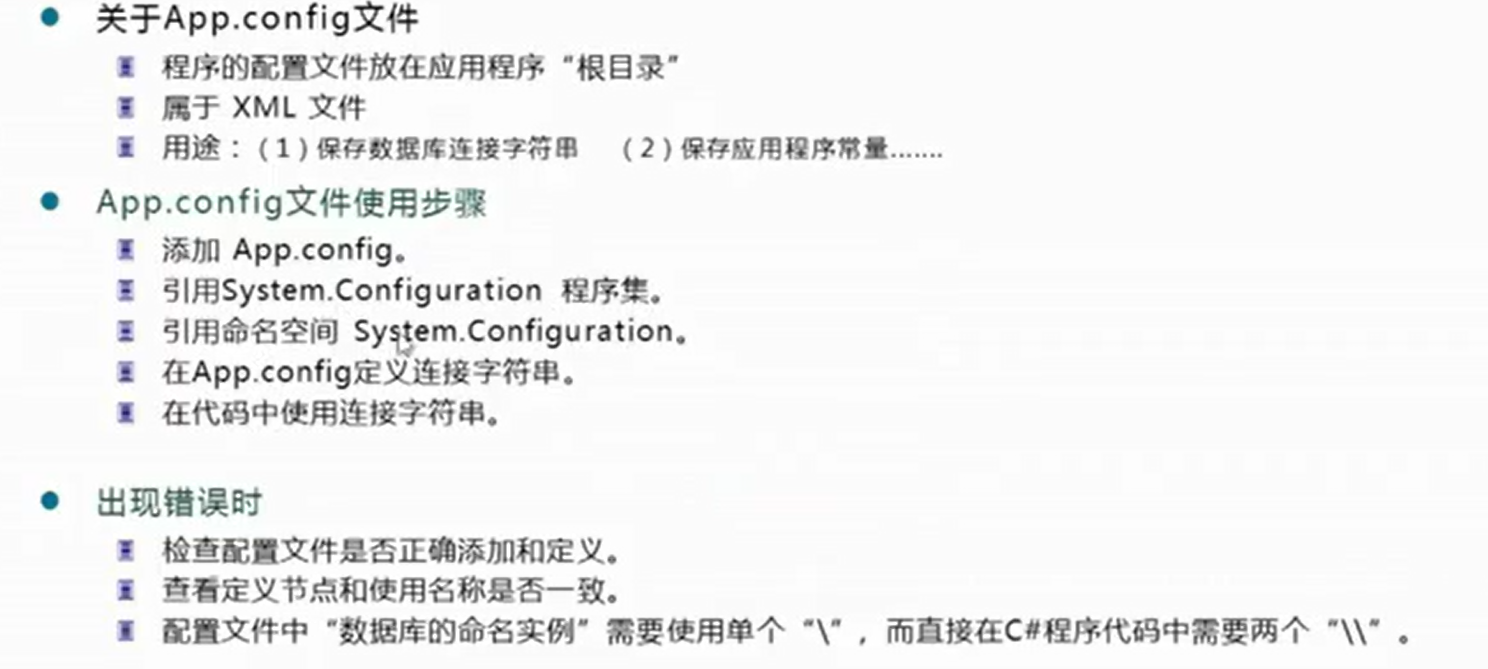 关于App.config文件
程序的配置文件放在应用程序“根目录”
属于 XML 文件
用途：（1）保存数据库连接字符串 （2）保存应用程序常量.......
App.config文件使用步骤
添加 App.config。
引用System.Configuration 程序集。
引用命名空间 System.Configuration。
在App.config定义连接字符串。
在代码中使用连接字符串。
出现错误时
检查配置文件是否正确添加和定义。
查看定义节点和使用名称是否一致。
配置文件中“数据库的命名实例”需要使用单个“\”，而直接在C#程序代码中需要两个“\\”。